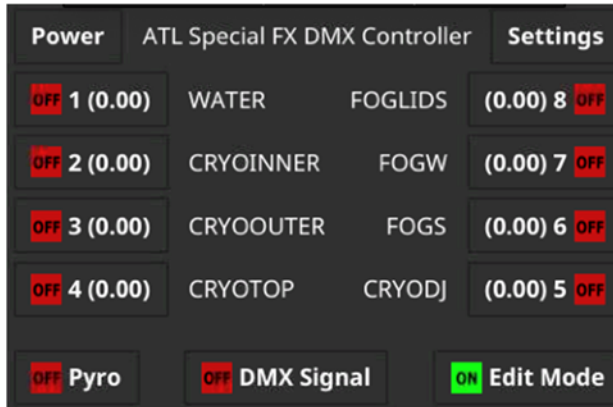 Power ATL Special FX DMX Controller Settings
OFF 1 (0.00) WATER FOGLIDS (0.00) 8 OFF
OFF 2 (0.00) CRYOINNER FOGW (0.00) 7 OFF
OFF 3 (0.00) CRYOOUTER FOGS (0.00) 6 OFF
OFF 4 (0.00) CRYOTOP CRYODJ (0.00) 5 OFF
OFF Pyro OFF DMX Signal ON Edit Mode